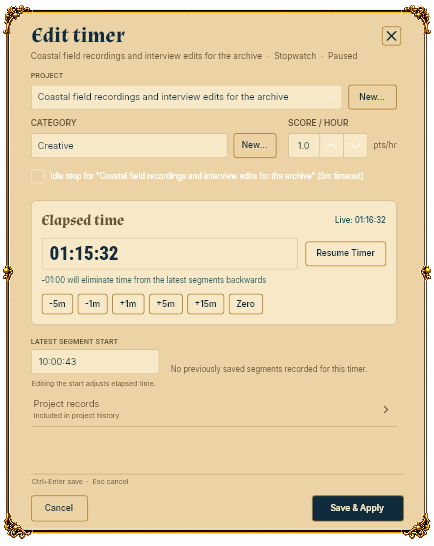 Edit timer
Coastal field recordings and interview edits for the archive · Stopwatch · Paused
PROJECT
Coastal field recordings and interview edits for the archive
New...
CATEGORY
SCORE / HOUR
Creative
New...
1.0
pts/hr
Idle stop for "Coastal field recordings and interview edits for the archive" (5m timeout)
Elapsed time
Live: 01:16:32
01:15:32
Resume Timer
-01:00 will eliminate time from the latest segments backwards
-5m
-1m
+1m
+5m
+15m
Zero
LATEST SEGMENT START
10:00:43
No previously saved segments recorded for this timer.
Editing the start adjusts elapsed time.
Project records
Included in project history
Ctrl+Enter save · Esc cancel
Cancel
Save & Apply